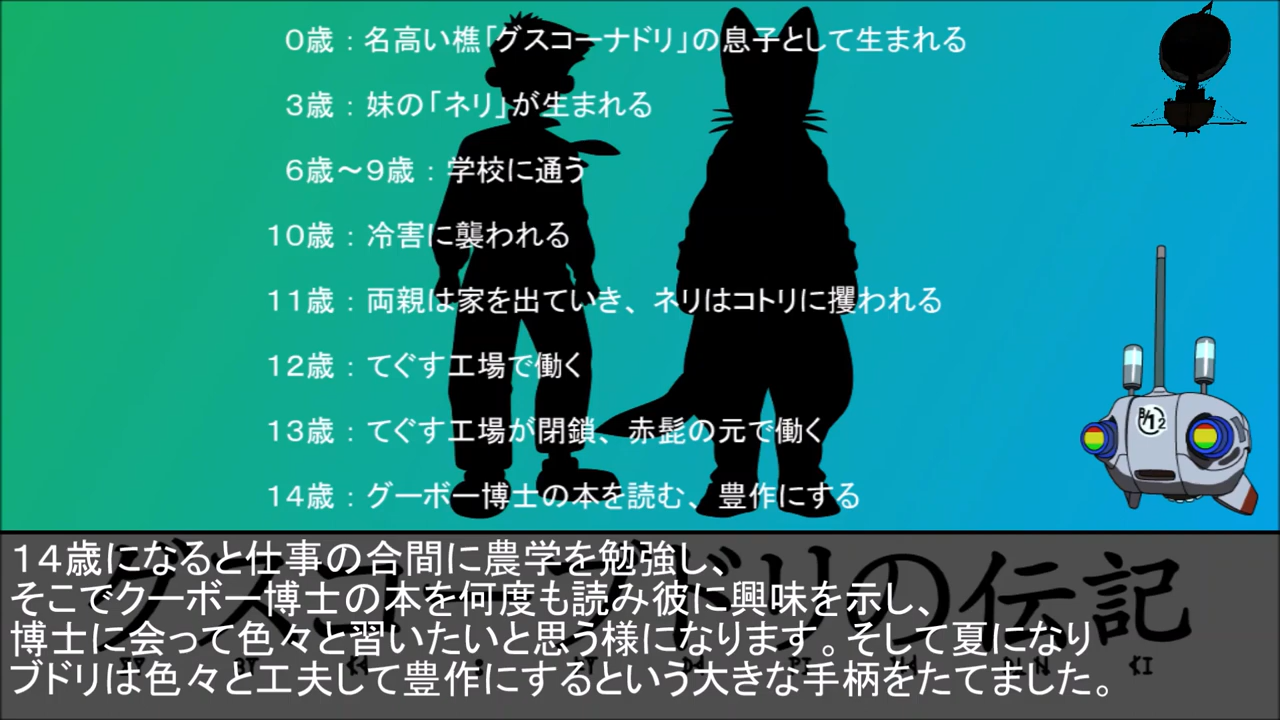 0歳：名高い樵「グスコーナドリ」の息子として生まれる
3歳：妹の「ネリ」が生まれる
6歳～9歳：学校に通う
10歳：冷害に襲われる
11歳：両親は家を出ていき、ネリはコトリに攫われる
12歳：てぐす工場で働く
13歳：てぐす工場が閉鎖、赤髭の元で働く
14歳：グーボー博士の本を読む、豊作にする
B/12
14歳になると仕事の合間に農学を勉強し、
そこでクーボー博士の本を何度も読み彼に興味を示し、
博士に会って色々と習いたいと思う様になります。そして夏になり
ブドリは色々と工夫して豊作にするという大きな手柄をたてました。
グスコーブドリの伝記